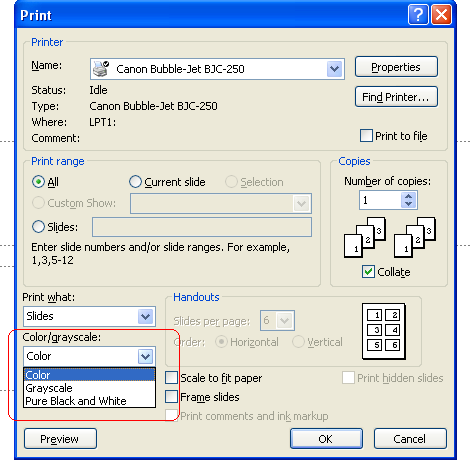 Print
Printer
Name:
Canon Bubble-Jet BJC-250
Properties
Status:
Idle
Find Printer...
Type:
Canon Bubble-Jet BJC-250
Where:
LPT1:
Comment:
Print to file
Print range
All
Current slide
Selection
Custom Show:
Slides:
Enter slide numbers and/or slide ranges. For example,
1,3,5-12
Copies
Number of copies:
1
1 2 3
1 2 3
Collate
Print what:
Slides
Color/grayscale:
Color
Color
Grayscale
Pure Black and White
Handouts
Slides per page:
6
Order:
Horizontal
Vertical
1 2
3 4
5 6
Scale to fit paper
Print hidden slides
Frame slides
Print comments and ink markup
Preview
OK
Cancel